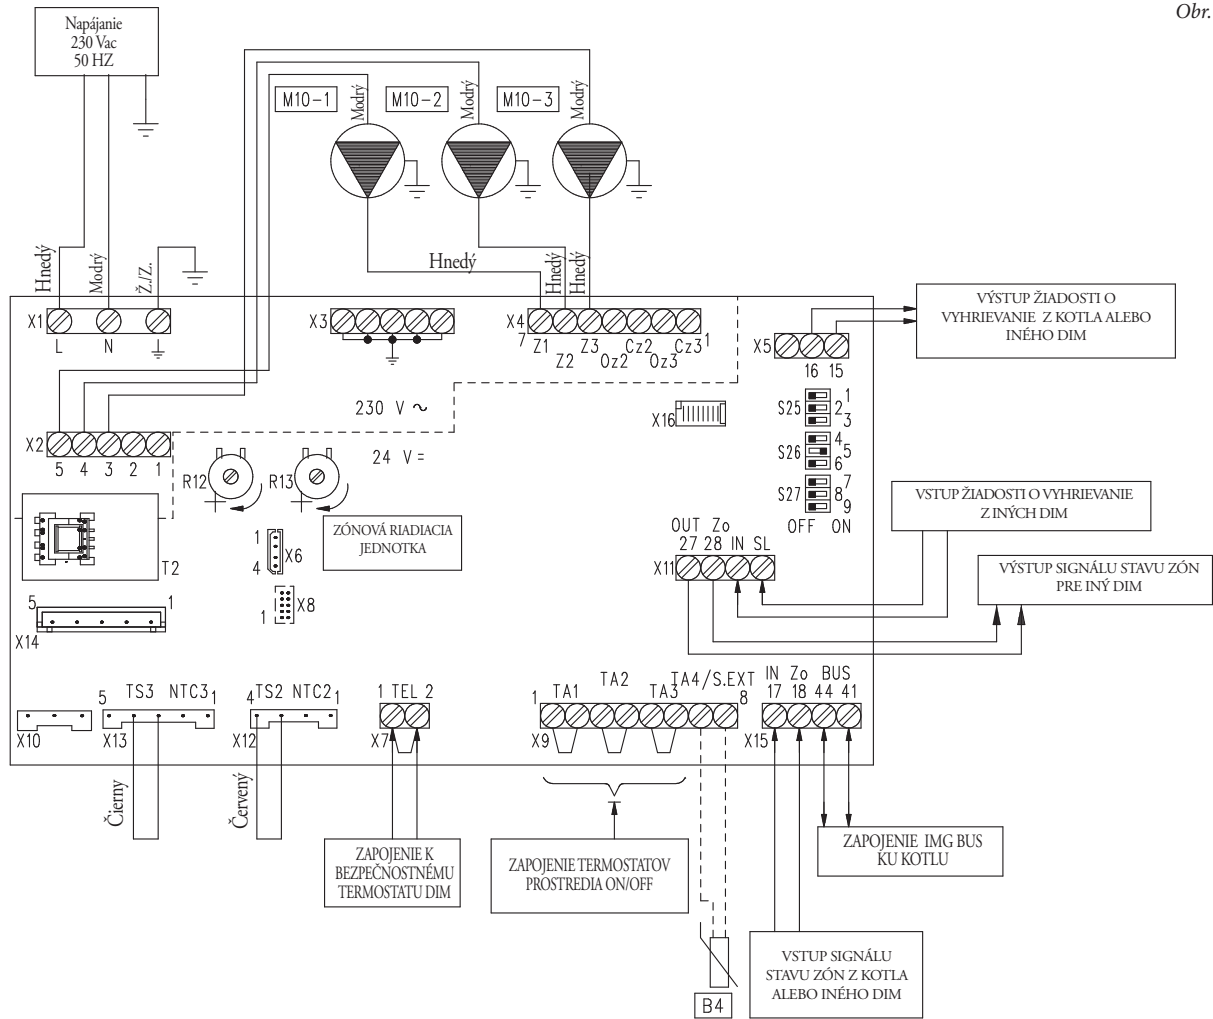 Obr.
Napájanie
230 Vac
50 HZ
M10-1
Modrý
M10-2
Modrý
M10-3
Modrý
Hnedý
Modrý
Ž./Z.
Hnedý
Hnedý
Hnedý
X1
L
N
X3
X4
7
Z1
Z2
Z3
Oz2
Cz2
Oz3
Cz3
1
X5
16 15
VÝSTUP ŽIADOSTI O
VYHRIEVANIE Z KOTLA ALEBO
INÉHO DIM
230 V ~
24 V =
X2
5 4 3 2 1
X16
S25
1
2
3
S26
4
5
6
S27
7
8
9
OFF ON
R12
R13
ZÓNOVÁ RIADIACIA
JEDNOTKA
T2
1
X6
4
X8
1
VSTUP ŽIADOSTI O VYHRIEVANIE
Z INÝCH DIM
OUT Zo
27 28 IN SL
X11
VÝSTUP SIGNÁLU STAVU ZÓN
PRE INÝ DIM
5 1
X14
X10
5 TS3 NTC3 1
X13
4 TS2 NTC2 1
X12
1 TEL 2
X7
1 TA1 TA2 TA3 TA4/S.EXT 8
X9
IN Zo BUS
17 18 44 41
X15
Čierny
Červený
ZAPOJENIE K
BEZPEČNOSTNÉMU
TERMOSTATU DIM
ZAPOJENIE TERMOSTATOV
PROSTREDIA ON/OFF
ZAPOJENIE IMG BUS
KU KOTLU
VSTUP SIGNÁLU
STAVU ZÓN Z KOTLA
ALEBO INÉHO DIM
B4